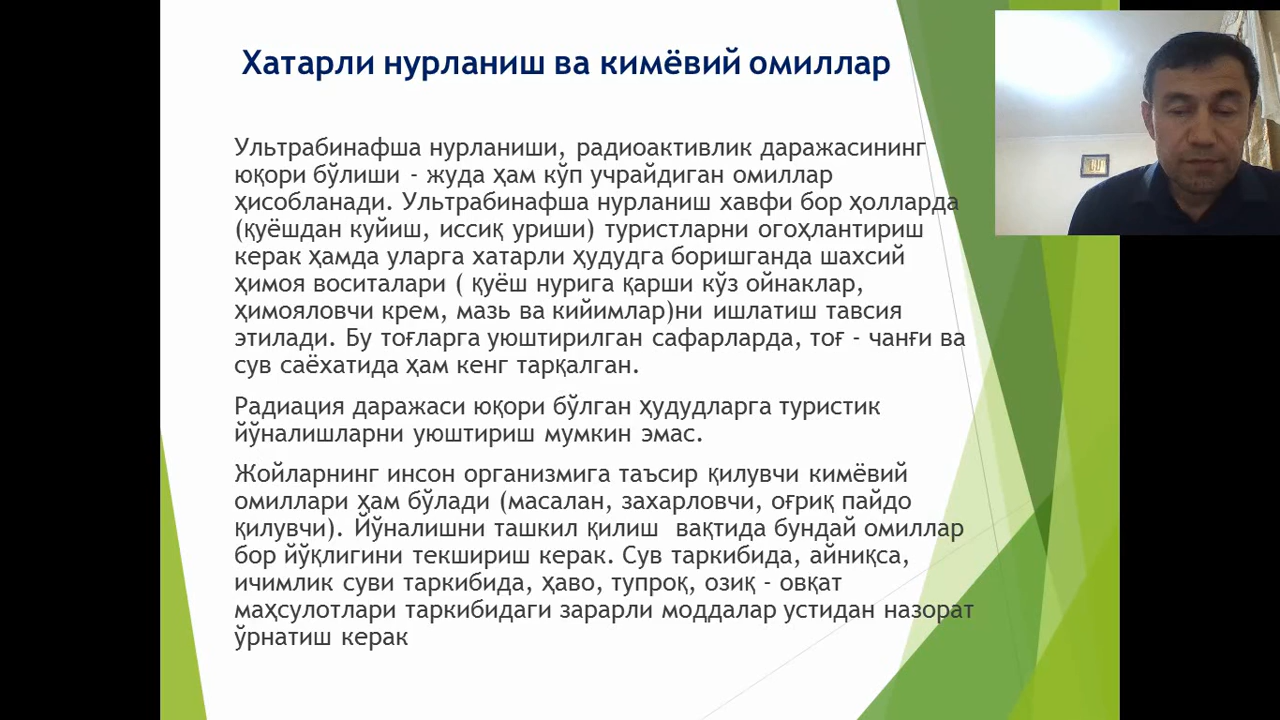 Хатарли нурланиш ва кимёвий омиллар
Ультрабинафша нурланиши, радиоактивлик даражасининг
юқори бўлиши - жуда ҳам кўп учрайдиган омиллар
ҳисобланади. Ультрабинафша нурланиш хавфи бор ҳолларда
(қуёшдан куйиш, иссиқ уриши) туристларни огоҳлантириш
керак ҳамда уларга хатарли ҳудудга боришганда шахсий
ҳимоя воситалари ( қуёш нурига қарши кўз ойнаклар,
ҳимояловчи крем, мазь ва кийимлар)ни ишлатиш тавсия
этилади. Бу тоғларга уюштирилган сафарларда, тоғ - чанғи ва
сув саёхатида ҳам кенг тарқалган.
Радиация даражаси юқори бўлган ҳудудларга туристик
йўналишларни уюштириш мумкин эмас.
Жойларнинг инсон организмига таъсир қилувчи кимёвий
омиллари ҳам бўлади (масалан, захарловчи, оғриқ пайдо
қилувчи). Йўналишни ташкил қилиш  вақтида бундай омиллар
бор йўқлигини текшириш керак. Сув таркибида, айниқса,
ичимлик суви таркибида, ҳаво, тупроқ, озиқ - овқат
маҳсулотлари таркибидаги зарарли моддалар устидан назорат
ўрнатиш керак